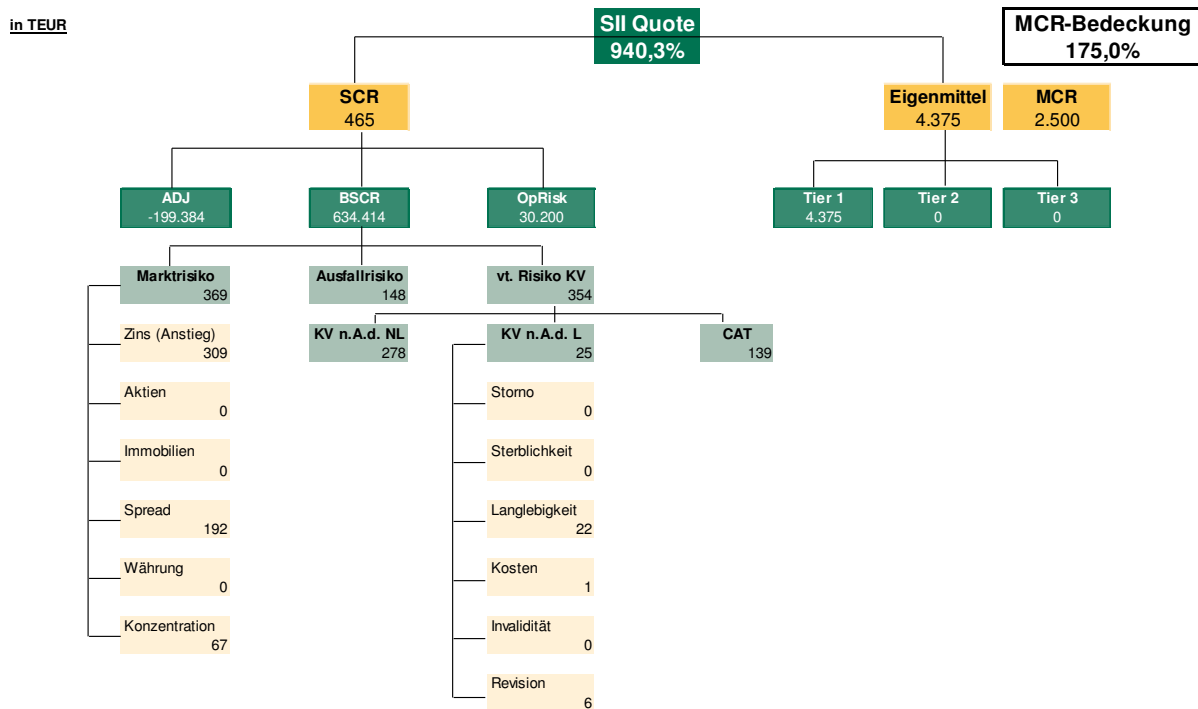 in TEUR
SII Quote
940,3%
MCR-Bedeckung
175,0%
SCR
465
Eigenmittel
4.375
MCR
2.500
ADJ
-199.384
BSCR
634.414
OpRisk
30.200
Tier 1
4.375
Tier 2
0
Tier 3
0
Marktrisiko
369
Ausfallrisiko
148
vt. Risiko KV
354
Zins (Anstieg)
309
KV n.A.d. NL
278
KV n.A.d. L
25
CAT
139
Aktien
0
Storno
0
Immobilien
0
Sterblichkeit
0
Spread
192
Langlebigkeit
22
Währung
0
Kosten
1
Konzentration
67
Invalidität
0
Revision
6